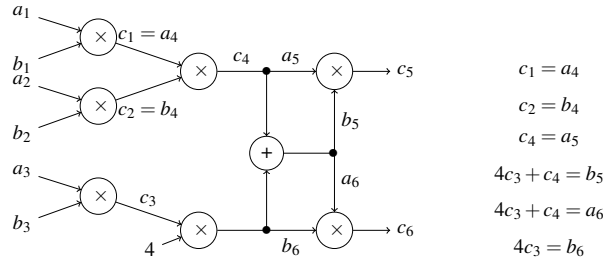 a₁
b₁
a₂
b₂
× c₁ = a₄
× c₂ = b₄
× c₄ a₅ × c₅
b₅
+
a₆
a₃
b₃
× c₃
4
× b₆ × c₆
c₁ = a₄
c₂ = b₄
c₄ = a₅
4c₃ + c₄ = b₅
4c₃ + c₄ = a₆
4c₃ = b₆